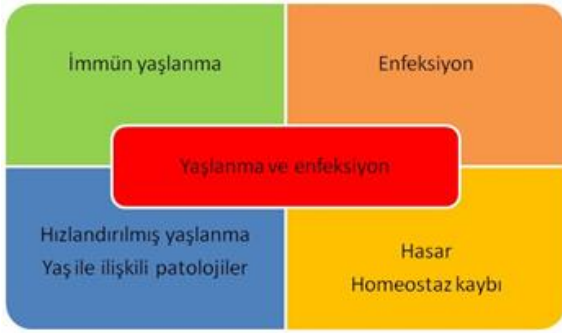 İmmün yaşlanma
Enfeksiyon
Yaşlanma ve enfeksiyon
Hızlandırılmış yaşlanma
Yaş ile ilişkili patolojiler
Hasar
Homeostaz kaybı